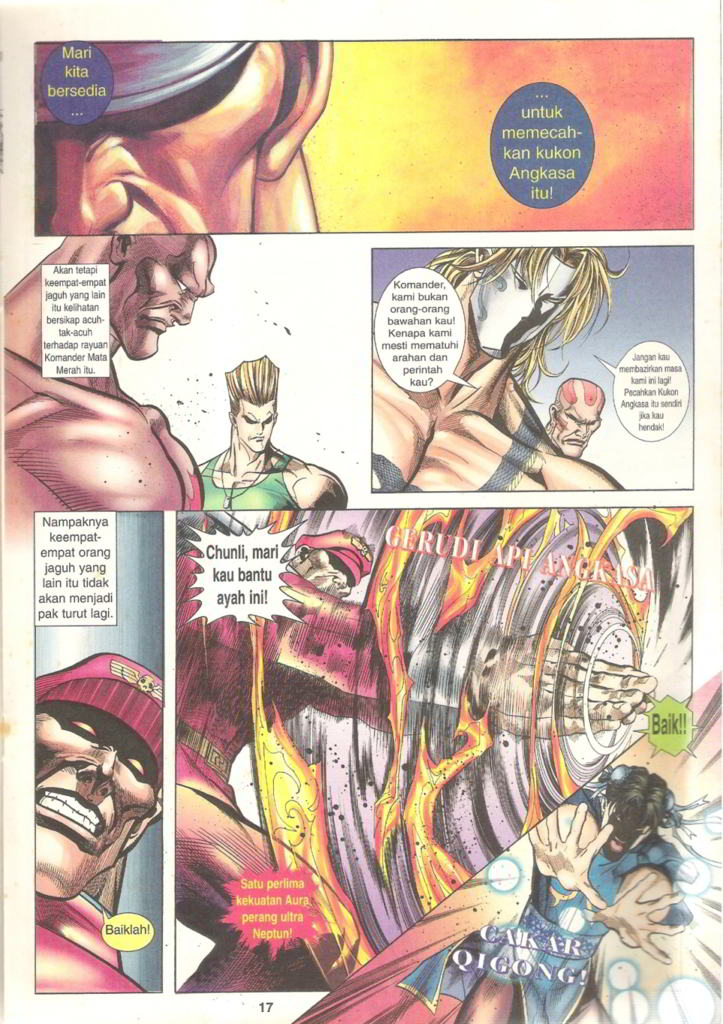 Mari
kita
bersedia
...
...
untuk
memecah-
kan kukon
Angkasa
itu!
Akan tetapi
keempat-empat
jaguh yang lain
itu kelihatan
bersikap acuh-
tak-acuh
terhadap rayuan
Komander Mata
Merah itu.
Komander,
kami bukan
orang-orang
bawahan kau!
Kenapa kami
mesti mematuhi
arahan dan
perintah
kau?
Jangan kau
membazirkan masa
kami ini lagi!
Pecahkan Kukon
Angkasa itu sendiri
jika kau
hendak!
Nampaknya
keempat-
empat orang
jaguh yang
lain itu tidak
akan menjadi
pak turut lagi.
Baiklah!
Chunli, mari
kau bantu
ayah ini!
GERUDI API ANGKASA
Baik!!
Satu perlima
kekuatan Aura
perang ultra
Neptun!
CAKAR
QIGONG!
17